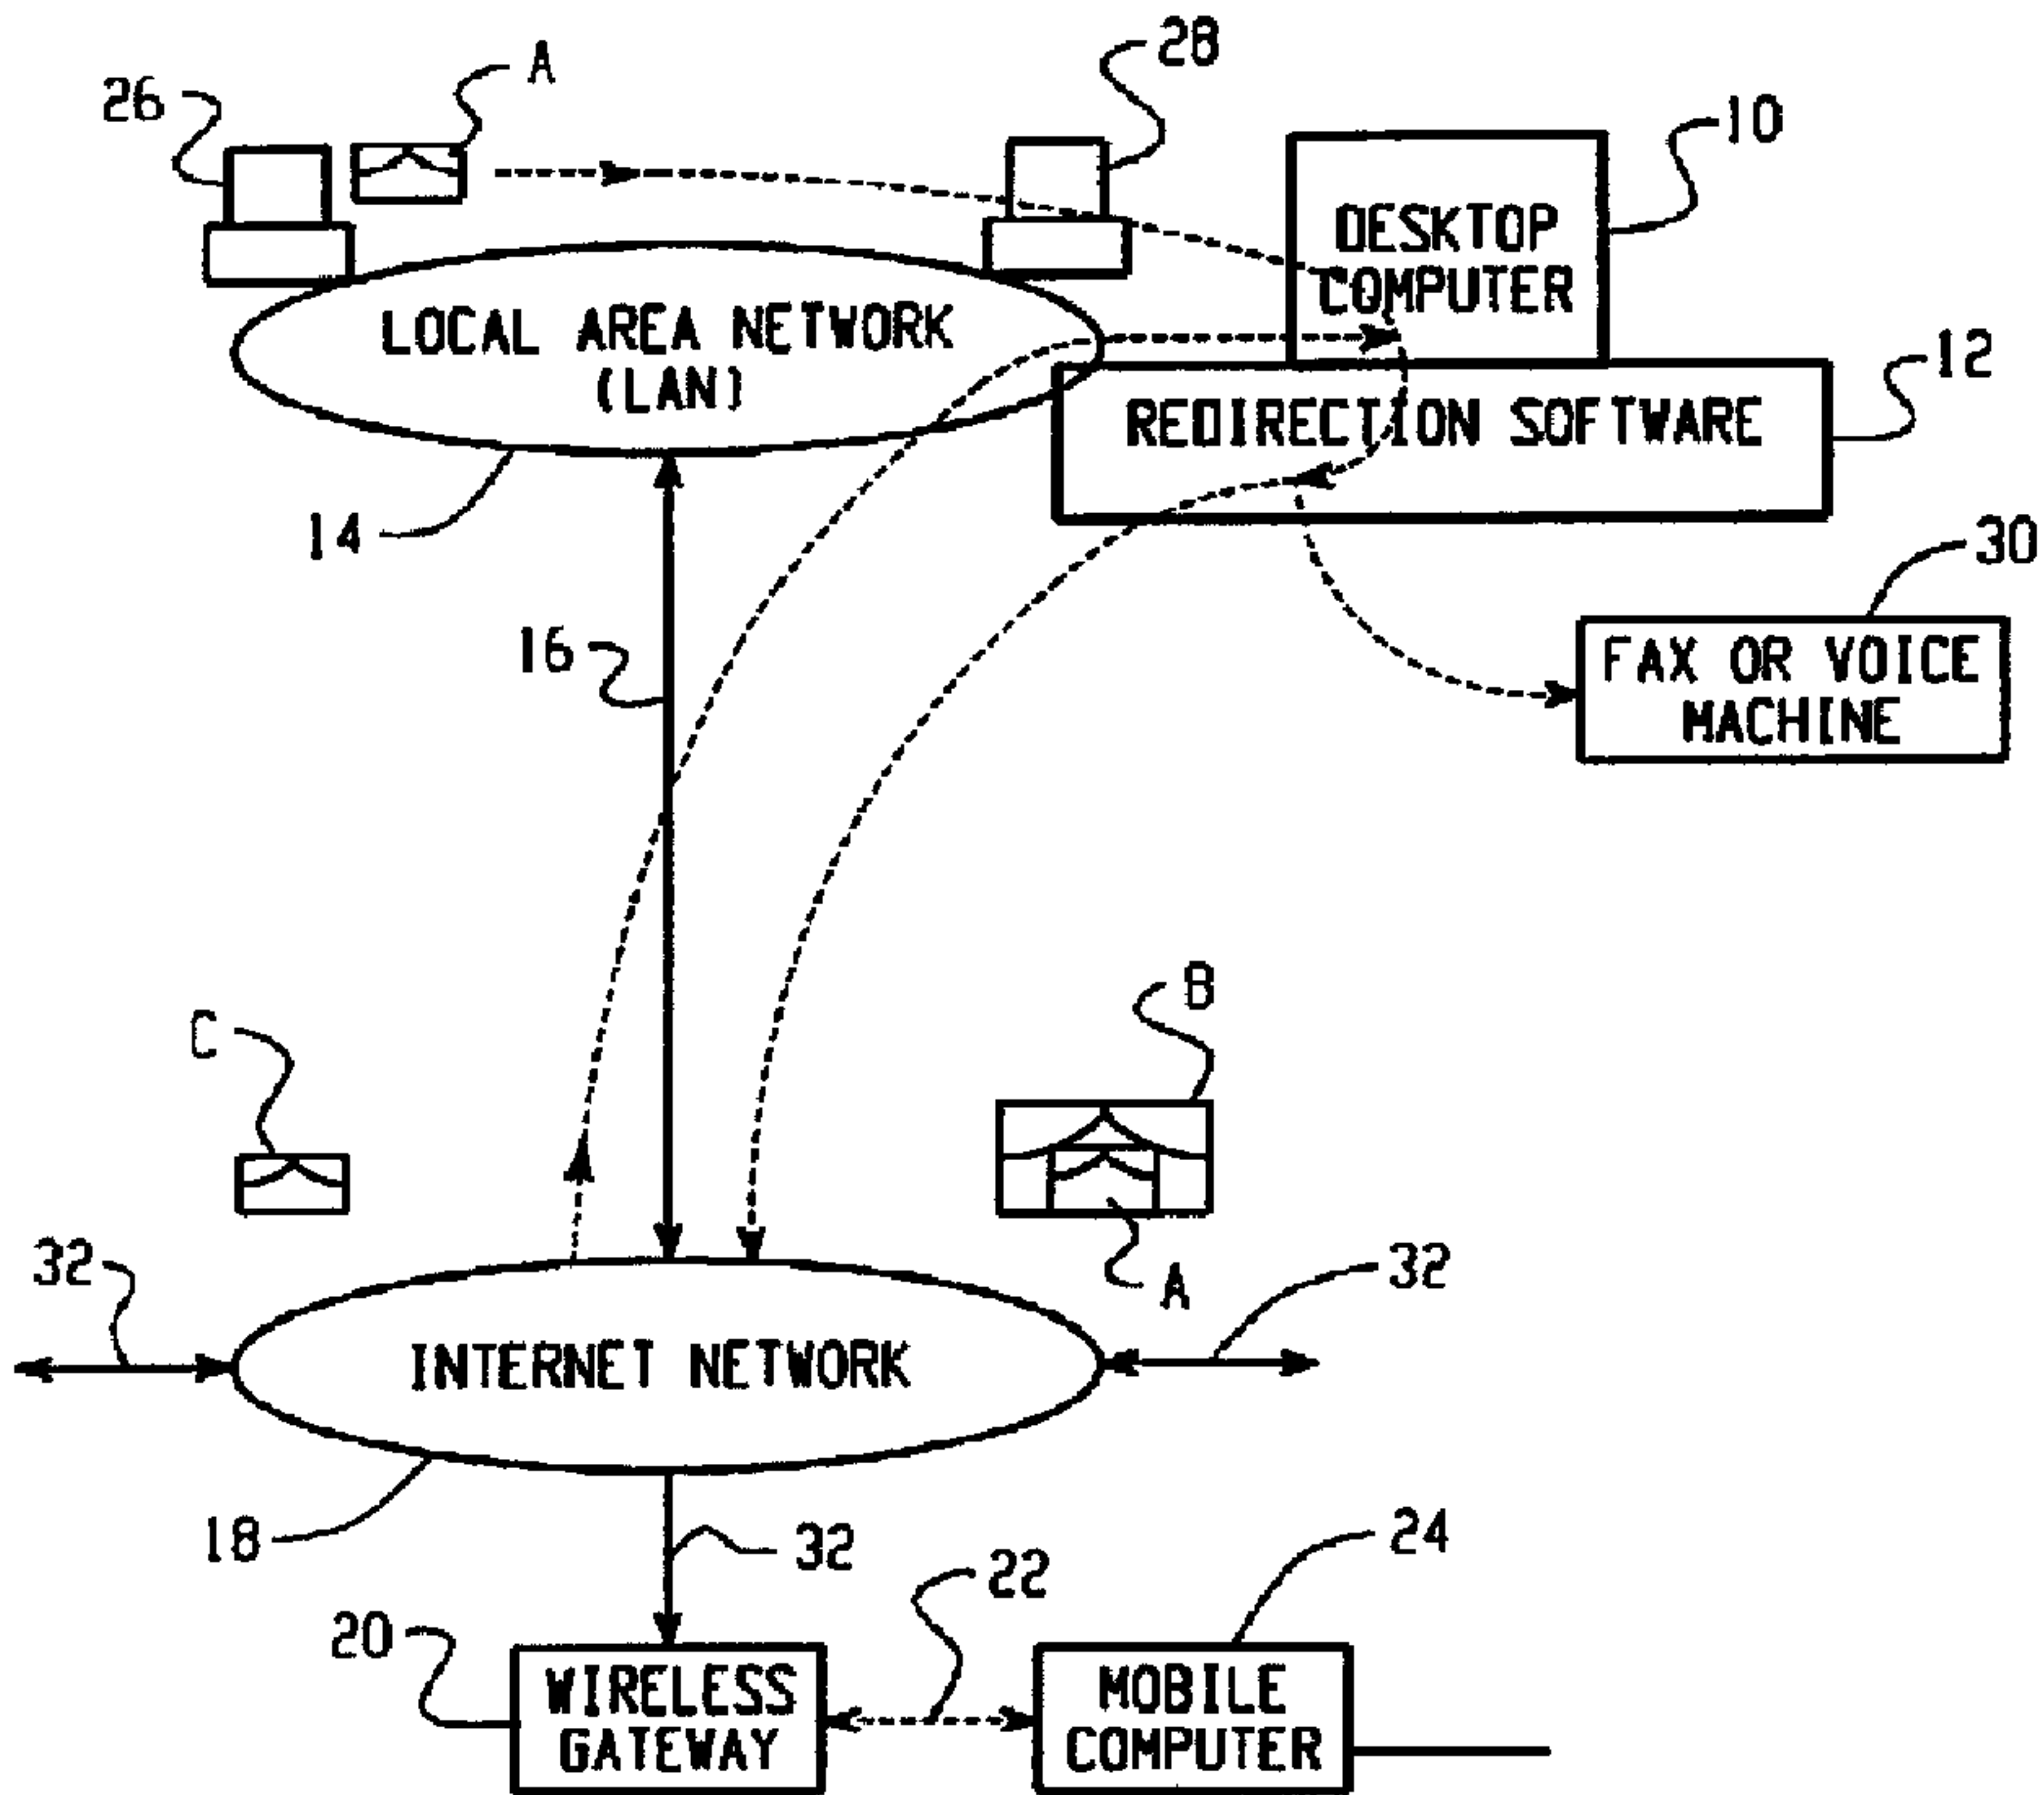 26
A
28
10
DESKTOP
COMPUTER
LOCAL AREA NETWORK
(LAN)
12
REDIRECTION SOFTWARE
14
30
16
FAX OR VOICE
MACHINE
B
C
32
A
32
INTERNET NETWORK
18
32
22
24
20
WIRELESS
GATEWAY
MOBILE
COMPUTER